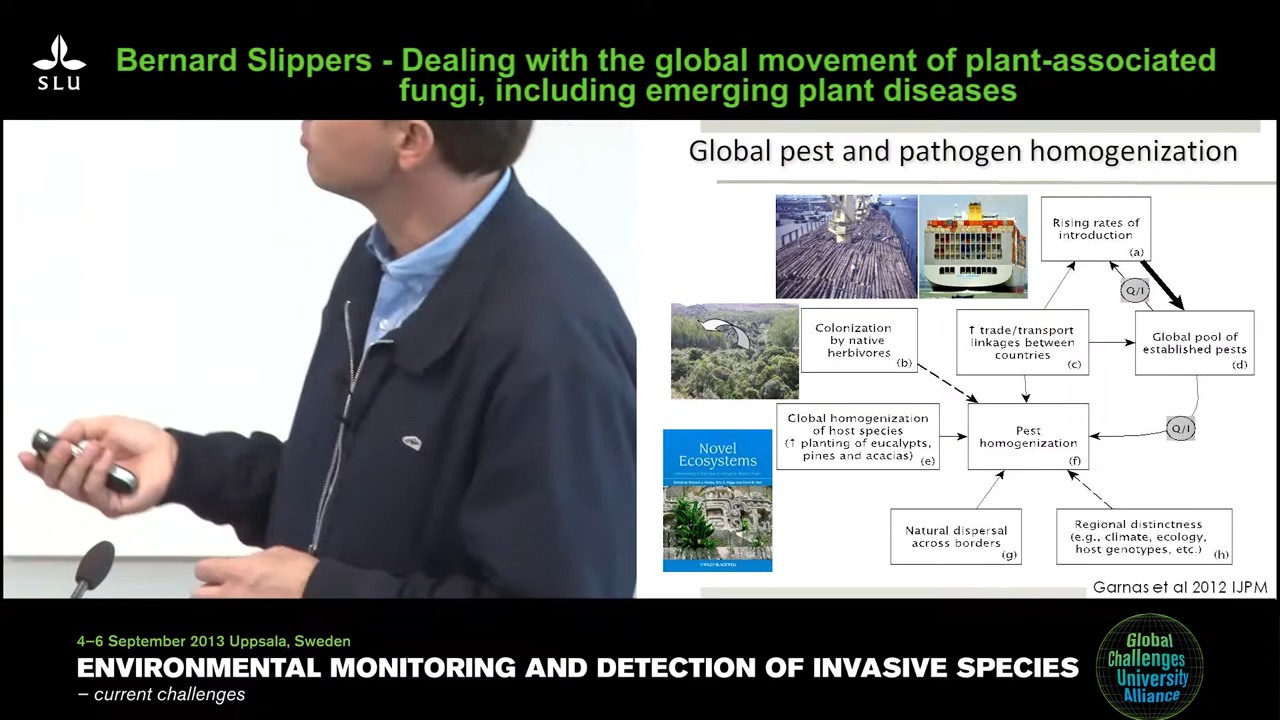 SLU
Bernard Slippers - Dealing with the global movement of plant-associated
fungi, including emerging plant diseases
Global pest and pathogen homogenization
Rising rates of
introduction
(a)
Q/I
Colonization
by native
herbivores
(b)
↑ trade/transport
linkages between
countries
(c)
Global pool of
established pests
(d)
Global homogenization
of host species
(↑ planting of eucalypts,
pines and acacias)
(e)
Pest
homogenization
(f)
Q/I
Novel
Ecosystems
WILEY-BLACKWELL
Natural dispersal
across borders
(g)
Regional distinctness
(e.g., climate, ecology,
host genotypes, etc.)
(h)
Garnas et al 2012 IJPM
4–6 September 2013 Uppsala, Sweden
ENVIRONMENTAL MONITORING AND DETECTION OF INVASIVE SPECIES
– current challenges
Global
Challenges
University
Alliance